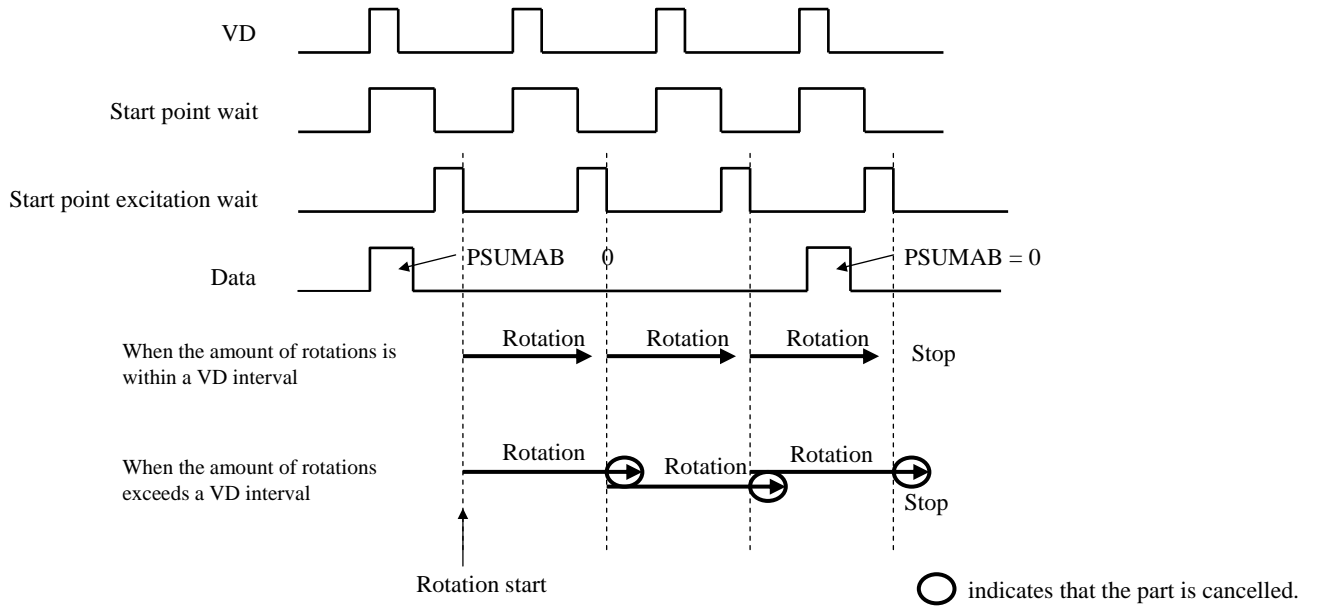 VD
Start point wait
Start point excitation wait
Data
PSUMAB 0
PSUMAB = 0
When the amount of rotations is
within a VD interval
Rotation
Rotation
Rotation
Stop
When the amount of rotations
exceeds a VD interval
Rotation
Rotation
Rotation
Stop
Rotation start
indicates that the part is cancelled.